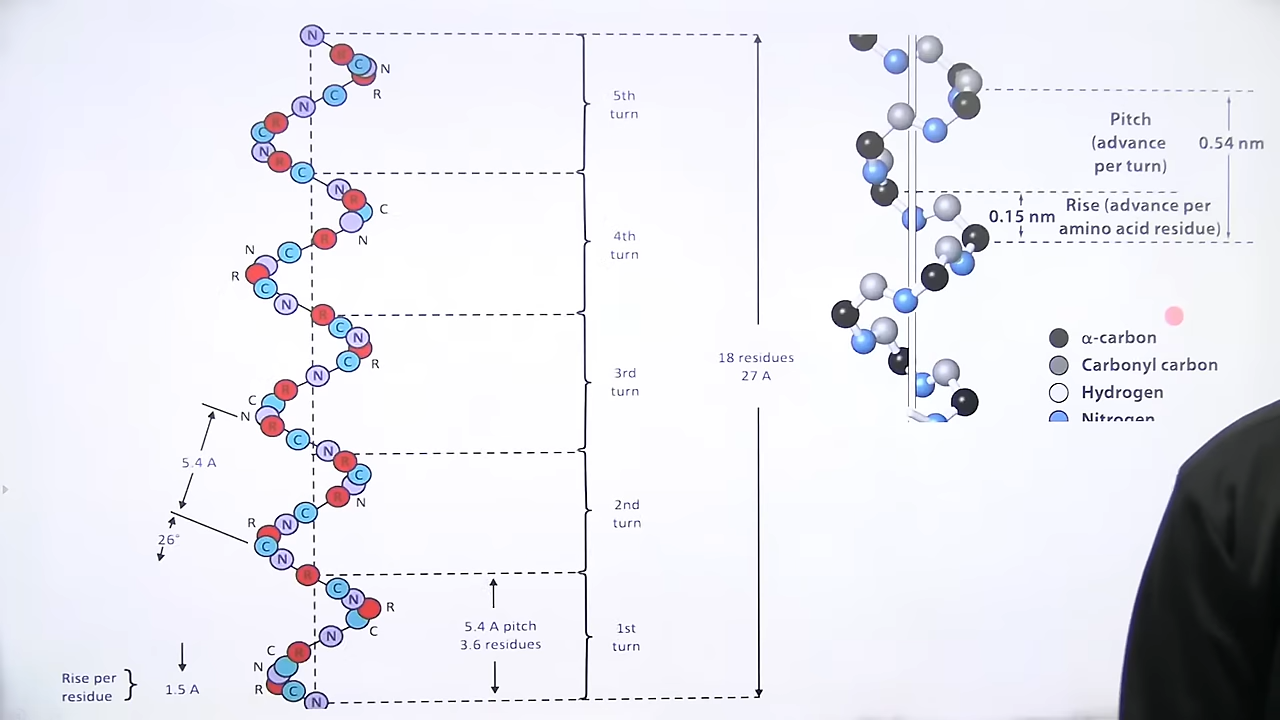 N
R
C
N
R
C
N
R
C
N
R
C
N
R
C
N
R
C
N
R
C
N
R
C
N
R
C
N
R
C
N
R
C
N
R
C
N
R
C
N
R
C
N
R
C
N
R
C
N
R
C
N
R
C
N
5th
turn
4th
turn
3rd
turn
2nd
turn
1st
turn
18 residues
27 A
5.4 A
26°
5.4 A pitch
3.6 residues
Rise per
residue
1.5 A
Pitch
(advance
per turn)
0.54 nm
0.15 nm
Rise (advance per
amino acid residue)
α-carbon
Carbonyl carbon
Hydrogen
Nitrogen